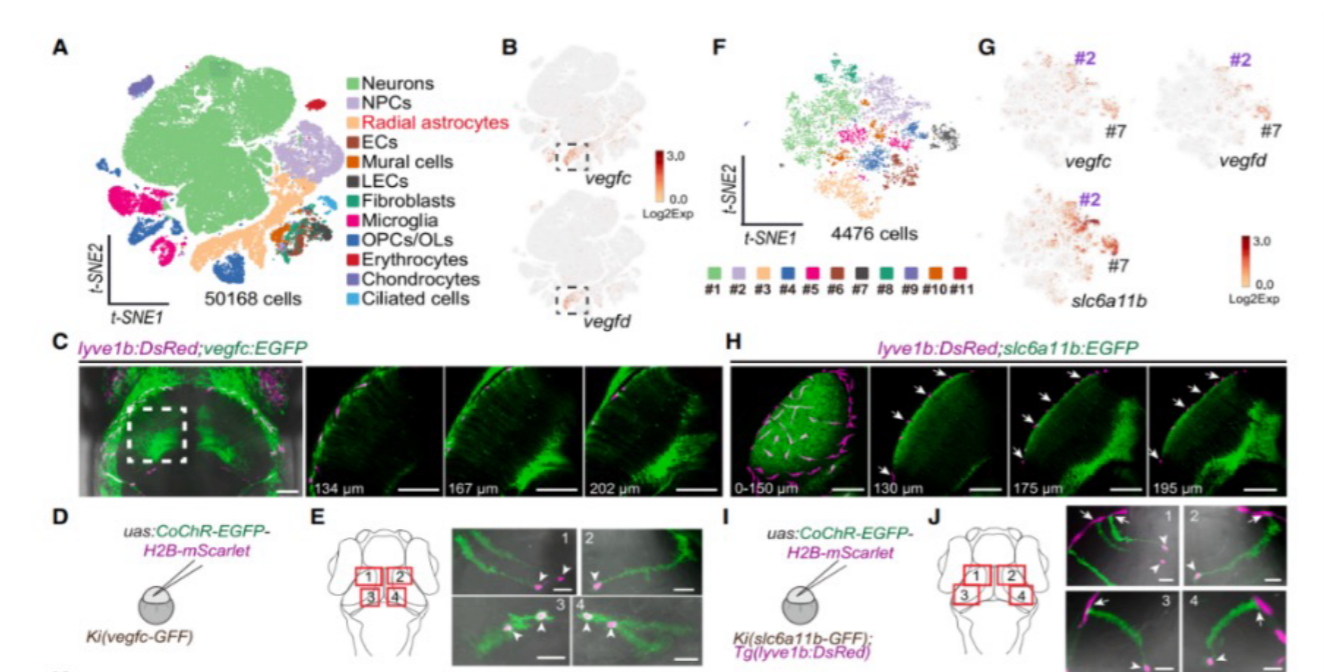 A
Neurons
NPCs
Radial astrocytes
ECs
Mural cells
LECs
Fibroblasts
Microglia
OPCs/OLs
Erythrocytes
Chondrocytes
Ciliated cells
t-SNE2
t-SNE1
50168 cells
B
vegfc
3.0
0.0
Log2Exp
vegfd
F
t-SNE2
t-SNE1
4476 cells
#1 #2 #3 #4 #5 #6 #7 #8 #9 #10 #11
G
#2
#7
vegfc
#2
#7
vegfd
#2
#7
slc6a11b
3.0
0.0
Log2Exp
C
lyve1b:DsRed;vegfc:EGFP
134 µm
167 µm
202 µm
H
lyve1b:DsRed;slc6a11b:EGFP
0-150 µm
130 µm
175 µm
195 µm
D
uas:CoChR-EGFP-
H2B-mScarlet
Ki(vegfc-GFF)
E
1 2
3 4
1
2
3
4
I
uas:CoChR-EGFP-
H2B-mScarlet
Ki(slc6a11b-GFF);
Tg(lyve1b:DsRed)
J
1 2
3 4
1
2
3
4